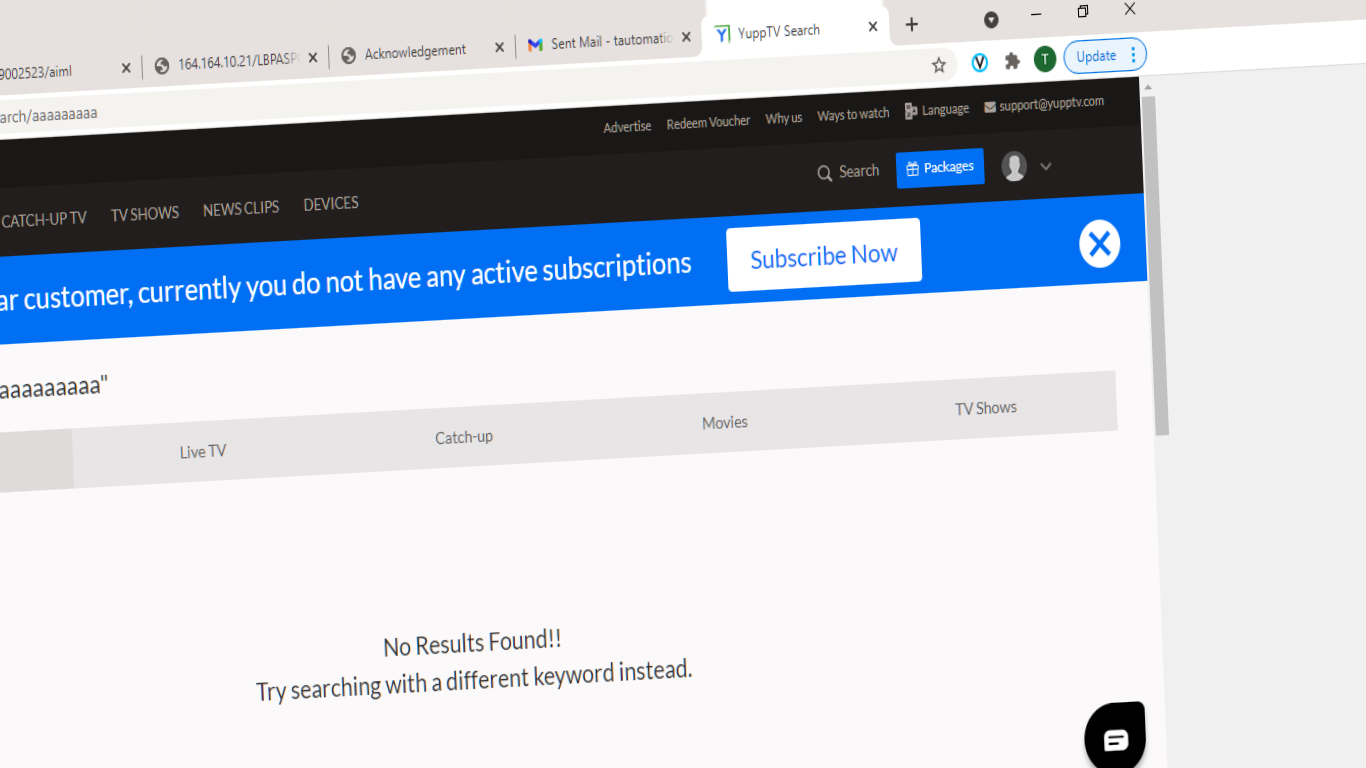 9002523/aiml
164.164.10.21/LBPASP
Acknowledgement
Sent Mail - tautomatio
YuppTV Search
arch/aaaaaaaaa
T
Update
Advertise
Redeem Voucher
Why us
Ways to watch
Language
support@yupptv.com
CATCH-UP TV
TV SHOWS
NEWS CLIPS
DEVICES
Search
Packages
ar customer, currently you do not have any active subscriptions
Subscribe Now
aaaaaaaaaa"
Live TV
Catch-up
Movies
TV Shows
No Results Found!!
Try searching with a different keyword instead.